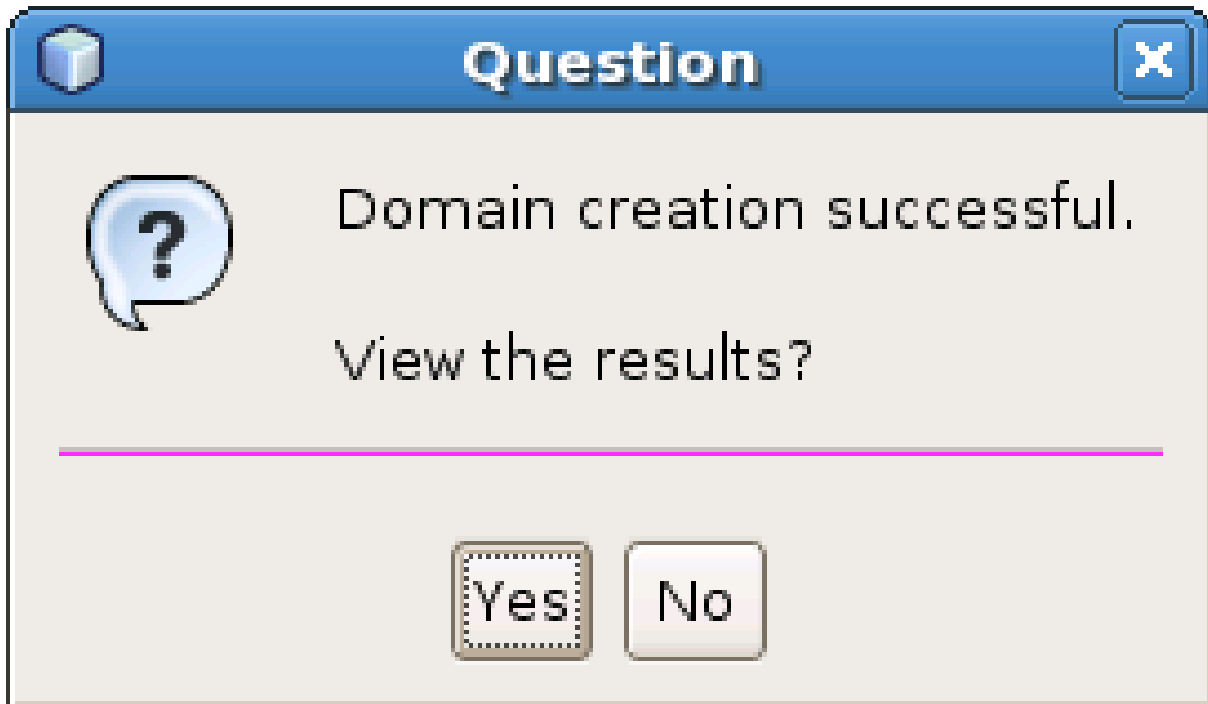 Question
Domain creation successful.
View the results?
Yes No